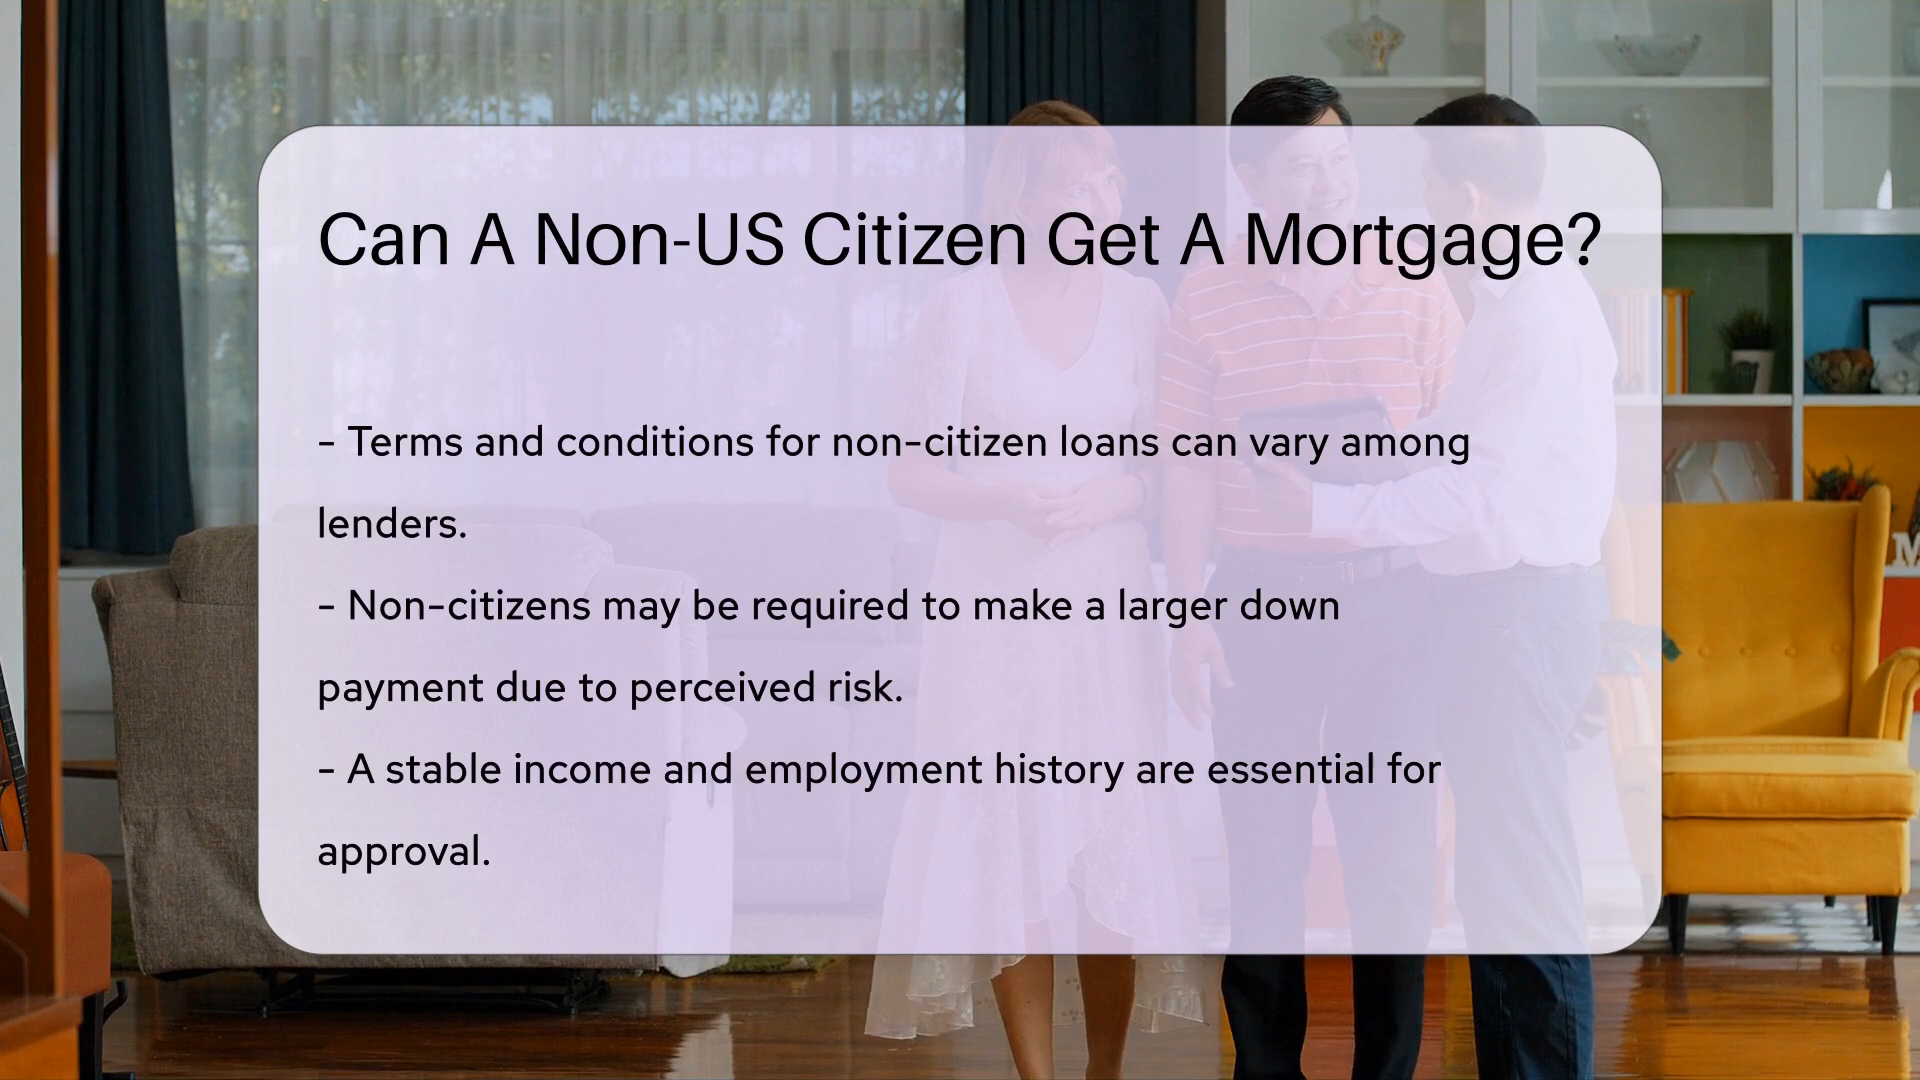 Can A Non-US Citizen Get A Mortgage?
- Terms and conditions for non-citizen loans can vary among
lenders.
- Non-citizens may be required to make a larger down
payment due to perceived risk.
- A stable income and employment history are essential for
approval.
M